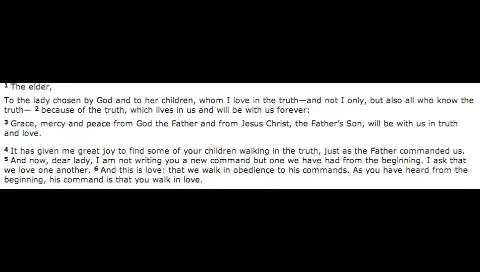 1 The elder,
To the lady chosen by God and to her children, whom I love in the truth—and not I only, but also all who know the
truth— 2 because of the truth, which lives in us and will be with us forever:
3 Grace, mercy and peace from God the Father and from Jesus Christ, the Father's Son, will be with us in truth
and love.
4 It has given me great joy to find some of your children walking in the truth, just as the Father commanded us.
5 And now, dear lady, I am not writing you a new command but one we have had from the beginning. I ask that
we love one another. 6 And this is love: that we walk in obedience to his commands. As you have heard from the
beginning, his command is that you walk in love.